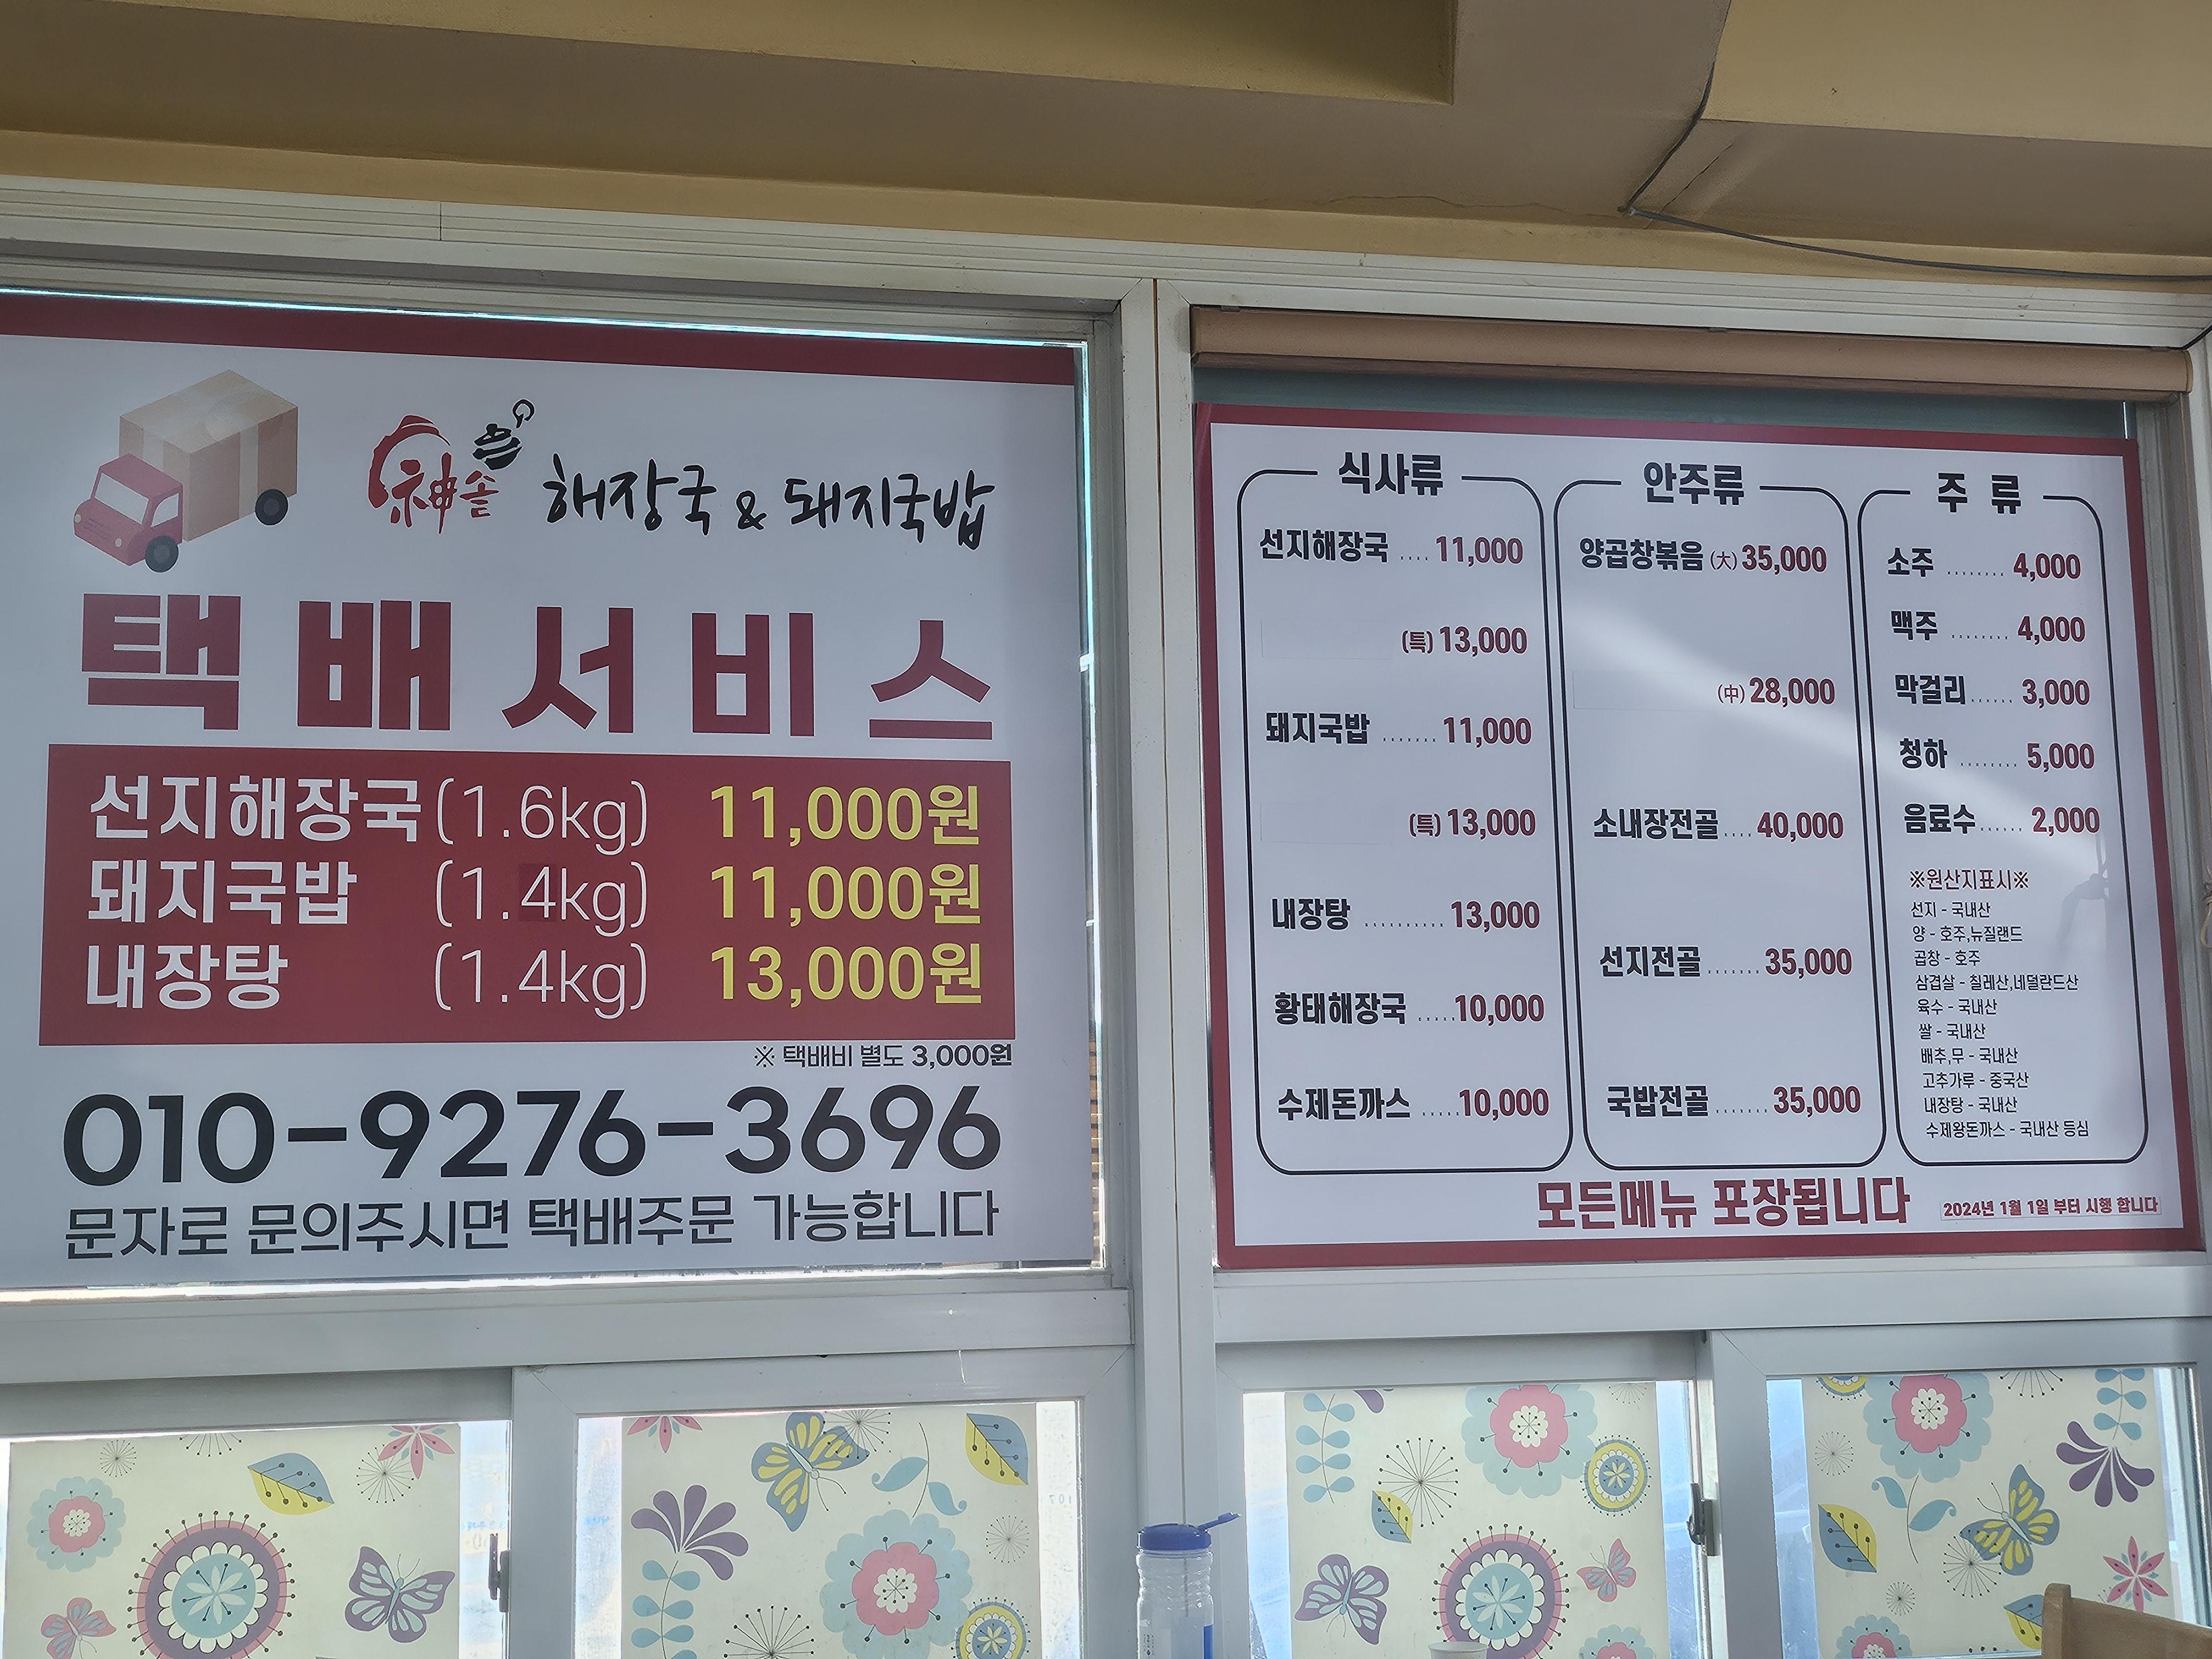 神솥 해장국 & 돼지국밥
택배서비스
선지해장국 (1.6kg) 11,000원
돼지국밥 (1.4kg) 11,000원
내장탕 (1.4kg) 13,000원
※ 택배비 별도 3,000원
010-9276-3696
문자로 문의주시면 택배주문 가능합니다
식사류
선지해장국 .... 11,000
(특) 13,000
돼지국밥 ....... 11,000
(특) 13,000
내장탕 .......... 13,000
황태해장국 ..... 10,000
수제돈까스 ..... 10,000
안주류
양곱창볶음 (大) 35,000
(中) 28,000
소내장전골 .... 40,000
선지전골 ....... 35,000
국밥전골 ....... 35,000
주 류
소주 ........ 4,000
맥주 ........ 4,000
막걸리 ...... 3,000
청하 ........ 5,000
음료수 ...... 2,000
※원산지표시※
선지 - 국내산
양 - 호주,뉴질랜드
곱창 - 호주
삼겹살 - 칠레산,네덜란드산
육수 - 국내산
쌀 - 국내산
배추,무 - 국내산
고추가루 - 중국산
내장탕 - 국내산
수제왕돈까스 - 국내산 등심
모든메뉴 포장됩니다
2024년 1월 1일 부터 시행 합니다